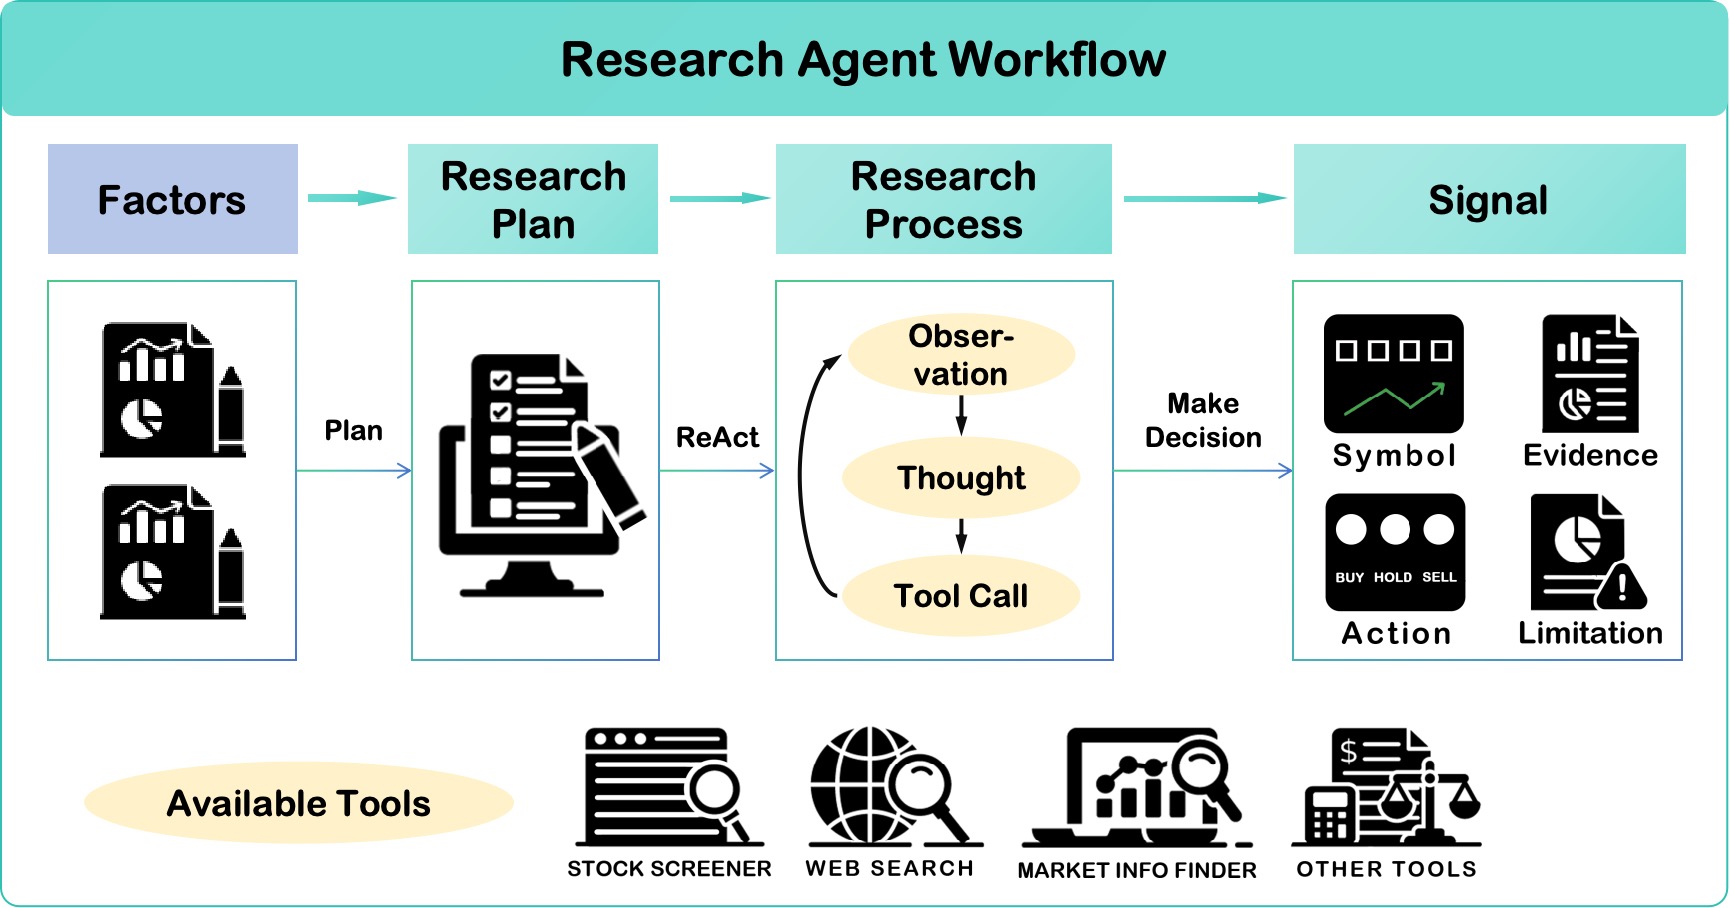 Research Agent Workflow
Factors
Research
Plan
Research
Process
Signal
Plan
ReAct
Obser-
vation
Thought
Tool Call
Make
Decision
Symbol
Evidence
BUY HOLD SELL
Action
Limitation
Available Tools
$
STOCK SCREENER
WEB SEARCH
MARKET INFO FINDER
OTHER TOOLS